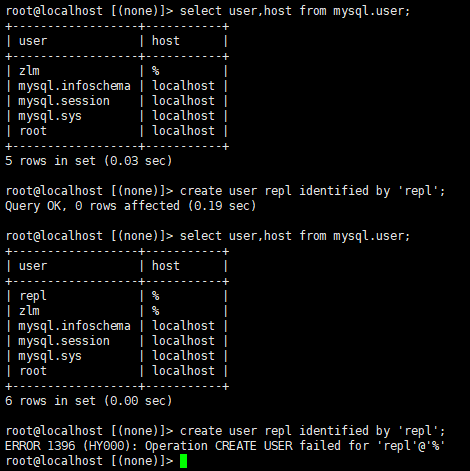 root@localhost [(none)]> select user,host from mysql.user;
+------------------+-----------+
| user             | host      |
+------------------+-----------+
| zlm              | %         |
| mysql.infoschema | localhost |
| mysql.session    | localhost |
| mysql.sys        | localhost |
| root             | localhost |
+------------------+-----------+
5 rows in set (0.03 sec)
root@localhost [(none)]> create user repl identified by 'repl';
Query OK, 0 rows affected (0.19 sec)
root@localhost [(none)]> select user,host from mysql.user;
+------------------+-----------+
| user             | host      |
+------------------+-----------+
| repl             | %         |
| zlm              | %         |
| mysql.infoschema | localhost |
| mysql.session    | localhost |
| mysql.sys        | localhost |
| root             | localhost |
+------------------+-----------+
6 rows in set (0.00 sec)
root@localhost [(none)]> create user repl identified by 'repl';
ERROR 1396 (HY000): Operation CREATE USER failed for 'repl'@'%'
root@localhost [(none)]>